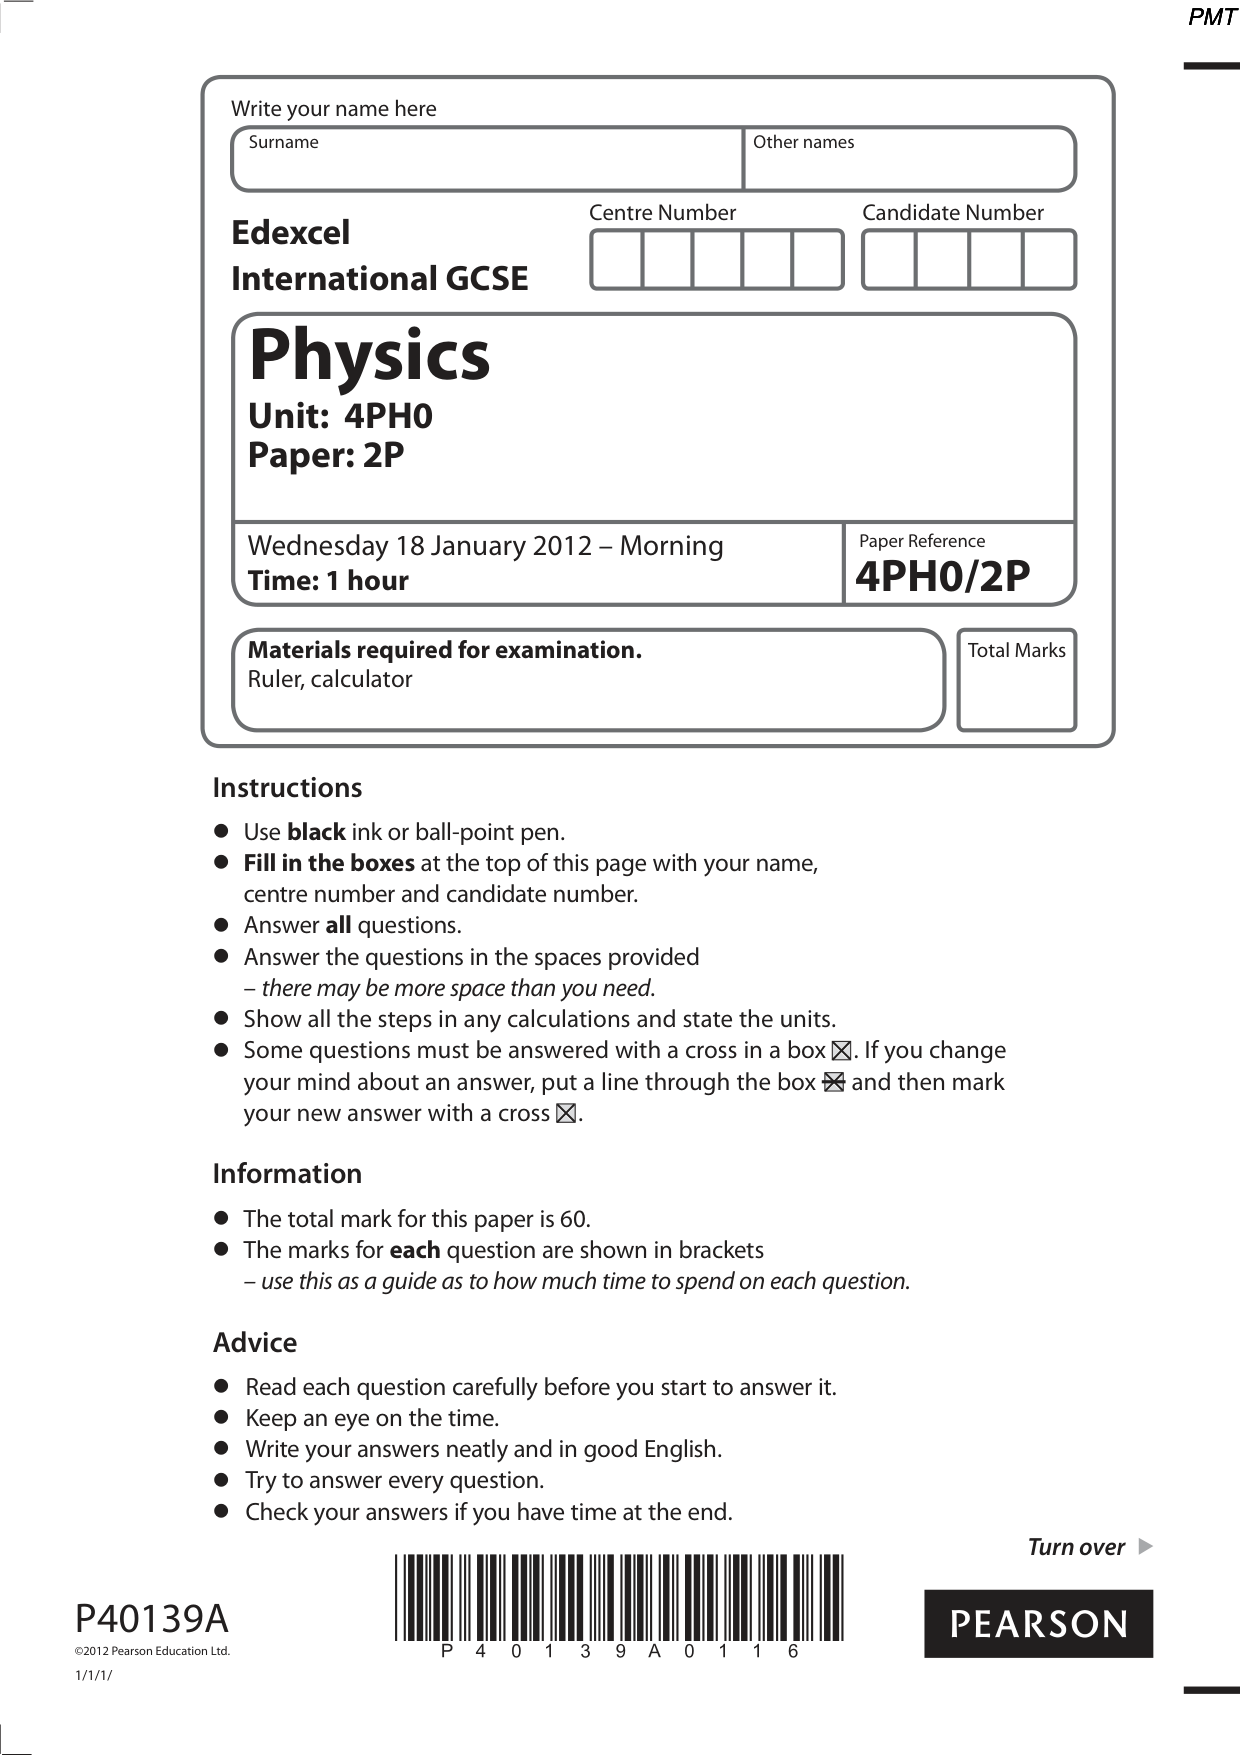 PMT
Write your name here
Surname
Other names
Edexcel
International GCSE
Centre Number
Candidate Number
Physics
Unit: 4PH0
Paper: 2P
Wednesday 18 January 2012 – Morning
Time: 1 hour
Paper Reference
4PH0/2P
Materials required for examination.
Ruler, calculator
Total Marks
Instructions
● Use black ink or ball-point pen.
● Fill in the boxes at the top of this page with your name,
centre number and candidate number.
● Answer all questions.
● Answer the questions in the spaces provided
– there may be more space than you need.
● Show all the steps in any calculations and state the units.
● Some questions must be answered with a cross in a box ☒. If you change
your mind about an answer, put a line through the box ☒ and then mark
your new answer with a cross ☒.
Information
● The total mark for this paper is 60.
● The marks for each question are shown in brackets
– use this as a guide as to how much time to spend on each question.
Advice
● Read each question carefully before you start to answer it.
● Keep an eye on the time.
● Write your answers neatly and in good English.
● Try to answer every question.
● Check your answers if you have time at the end.
Turn over
P40139A
©2012 Pearson Education Ltd.
1/1/1/
P 4 0 1 3 9 A 0 1 1 6
PEARSON